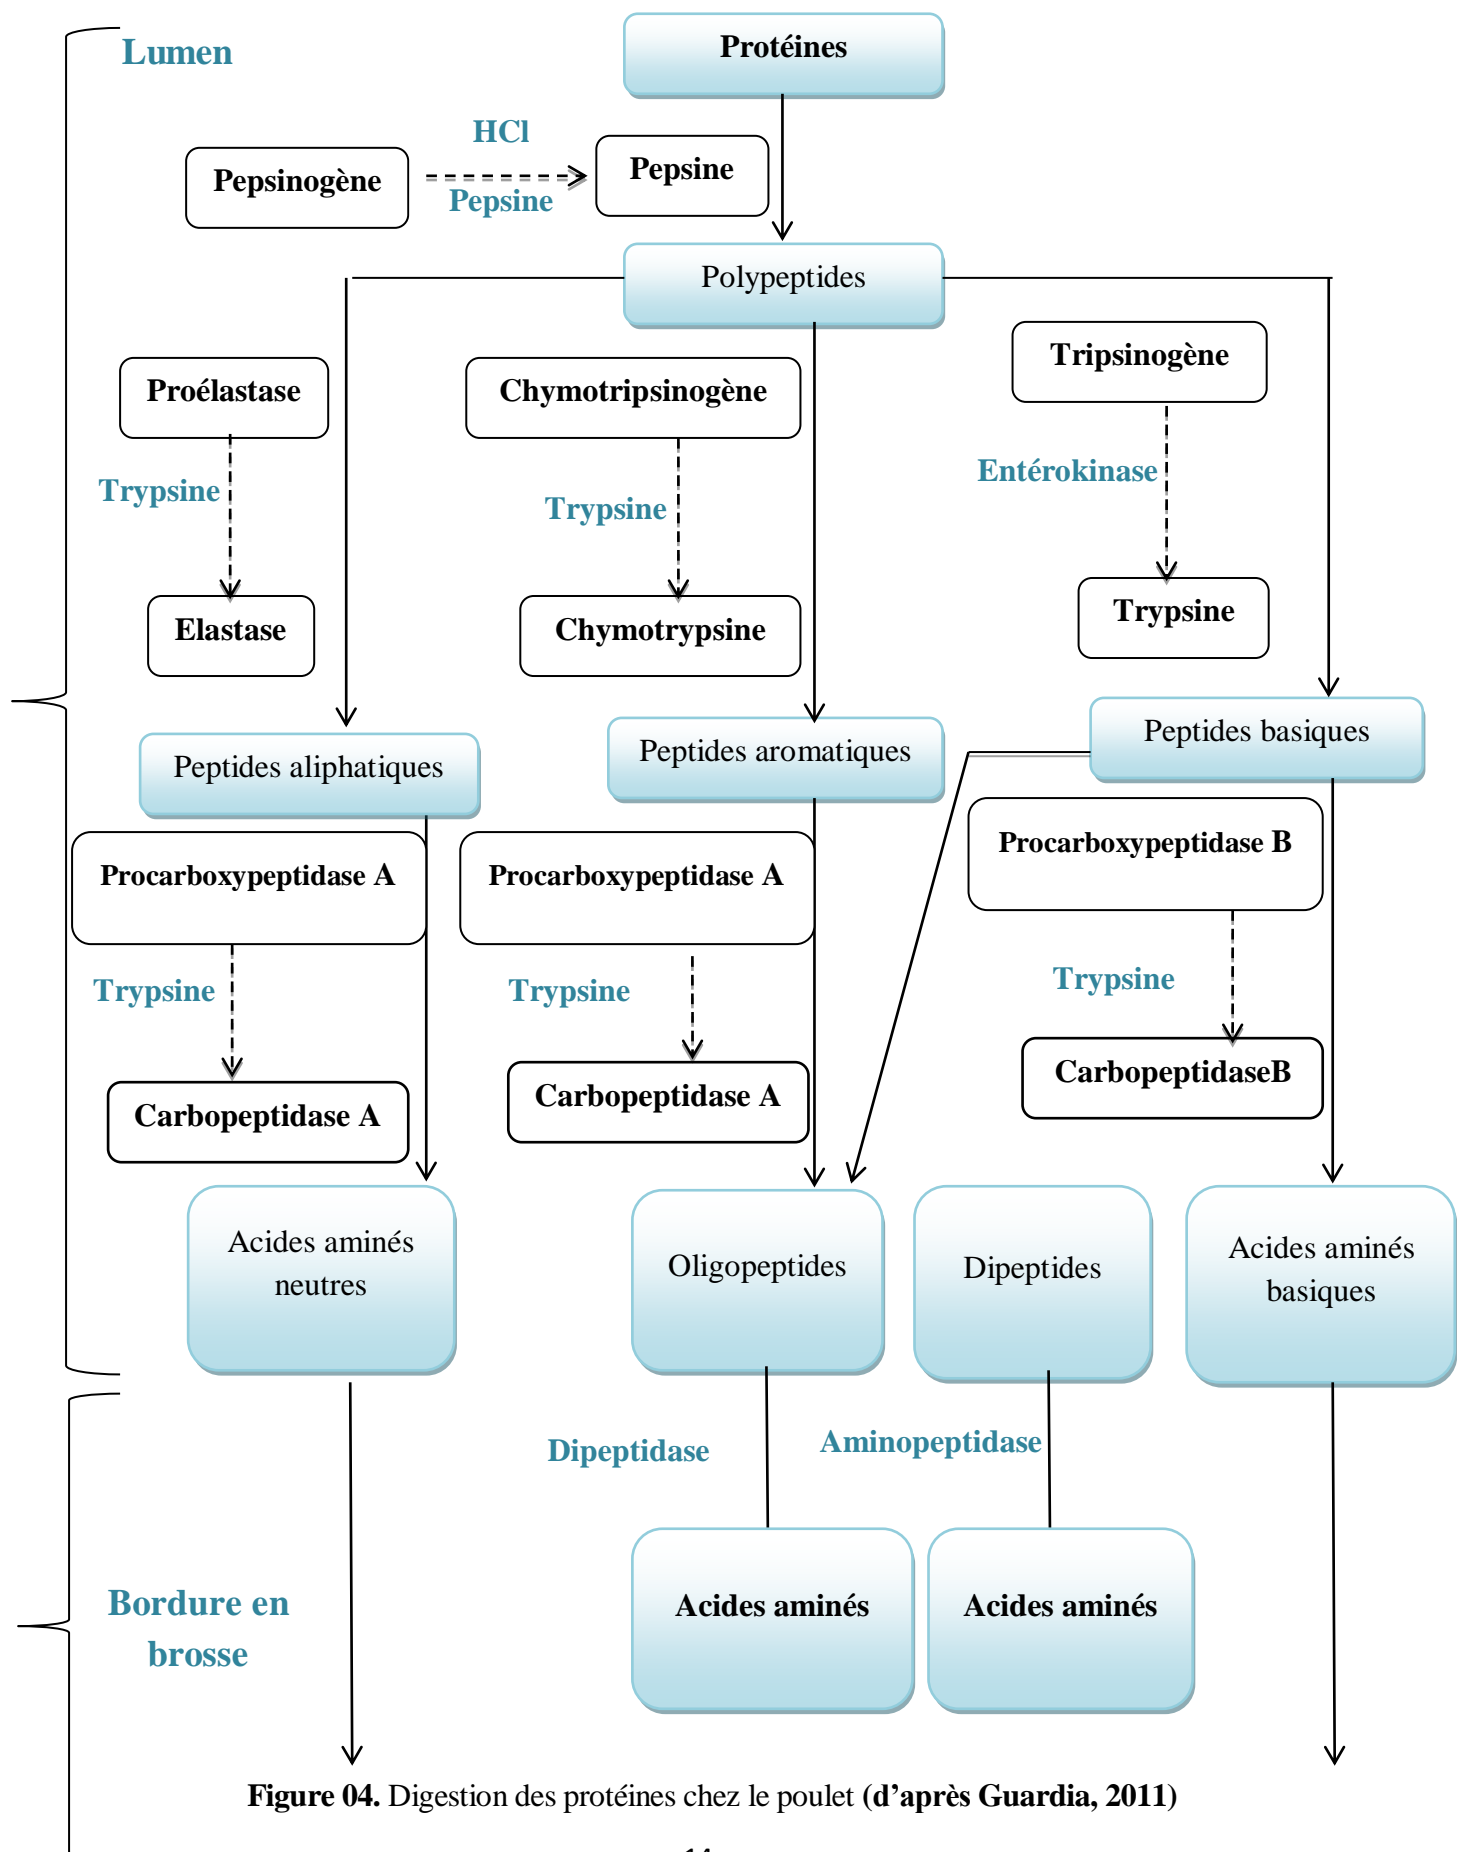 Lumen
Protéines
HCl
Pepsinogène
Pepsine
Pepsine
Polypeptides
Proélastase
Chymotripsinogène
Tripsinogène
Trypsine
Trypsine
Entérokinase
Elastase
Chymotrypsine
Trypsine
Peptides aliphatiques
Peptides aromatiques
Peptides basiques
Procarboxypeptidase A
Procarboxypeptidase A
Procarboxypeptidase B
Trypsine
Trypsine
Trypsine
Carbopeptidase A
Carbopeptidase A
CarbopeptidaseB
Acides aminés
neutres
Oligopeptides
Dipeptides
Acides aminés
basiques
Dipeptidase
Aminopeptidase
Bordure en
brosse
Acides aminés
Acides aminés
Figure 04. Digestion des protéines chez le poulet (d’après Guardia, 2011)